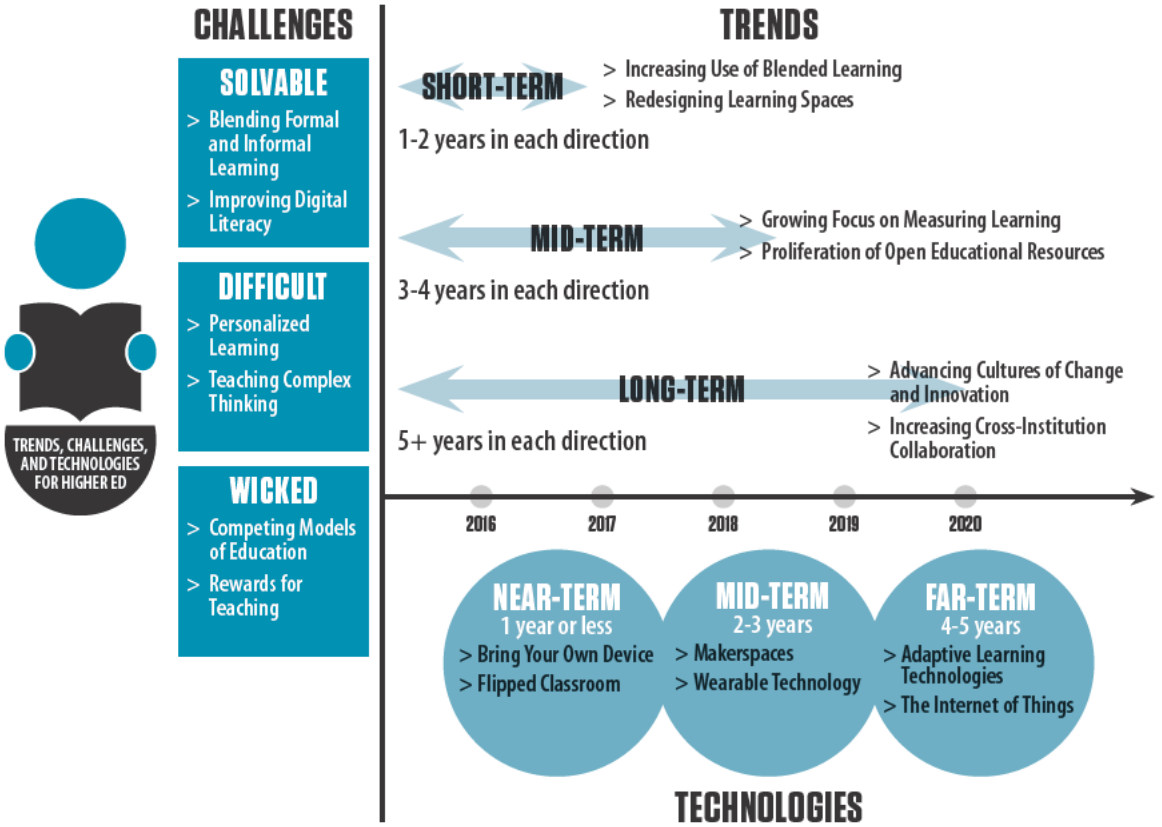 CHALLENGES
SOLVABLE
> Blending Formal
and Informal
Learning
> Improving Digital
Literacy
DIFFICULT
> Personalized
Learning
> Teaching Complex
Thinking
WICKED
> Competing Models
of Education
> Rewards for
Teaching
TRENDS, CHALLENGES,
AND TECHNOLOGIES
FOR HIGHER ED
TRENDS
SHORT-TERM
> Increasing Use of Blended Learning
> Redesigning Learning Spaces
1-2 years in each direction
MID-TERM
> Growing Focus on Measuring Learning
> Proliferation of Open Educational Resources
3-4 years in each direction
LONG-TERM
> Advancing Cultures of Change
and Innovation
> Increasing Cross-Institution
Collaboration
5+ years in each direction
2016 2017 2018 2019 2020
NEAR-TERM
1 year or less
> Bring Your Own Device
> Flipped Classroom
MID-TERM
2-3 years
> Makerspaces
> Wearable Technology
FAR-TERM
4-5 years
> Adaptive Learning
Technologies
> The Internet of Things
TECHNOLOGIES